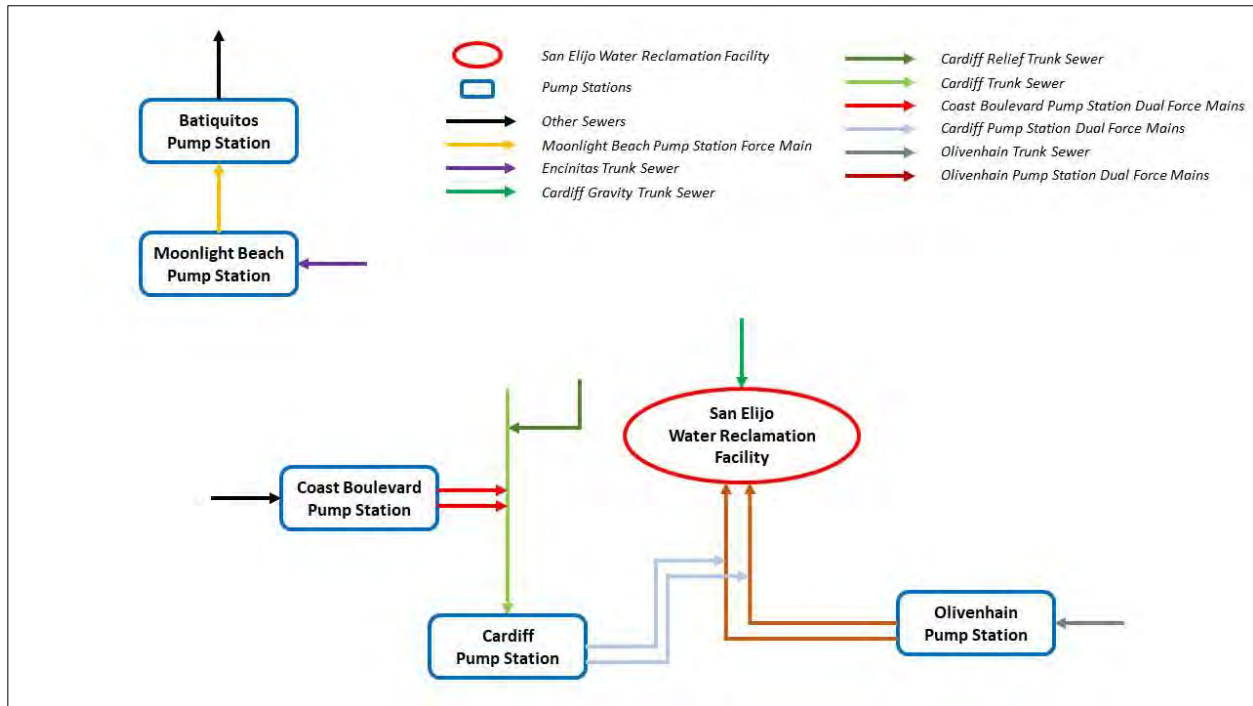 Batiquitos
Pump Station
Moonlight Beach
Pump Station
San Elijo Water Reclamation Facility
Pump Stations
Other Sewers
Moonlight Beach Pump Station Force Main
Encinitas Trunk Sewer
Cardiff Gravity Trunk Sewer
Cardiff Relief Trunk Sewer
Cardiff Trunk Sewer
Coast Boulevard Pump Station Dual Force Mains
Cardiff Pump Station Dual Force Mains
Olivenhain Trunk Sewer
Olivenhain Pump Station Dual Force Mains
San Elijo
Water Reclamation
Facility
Coast Boulevard
Pump Station
Cardiff
Pump Station
Olivenhain
Pump Station